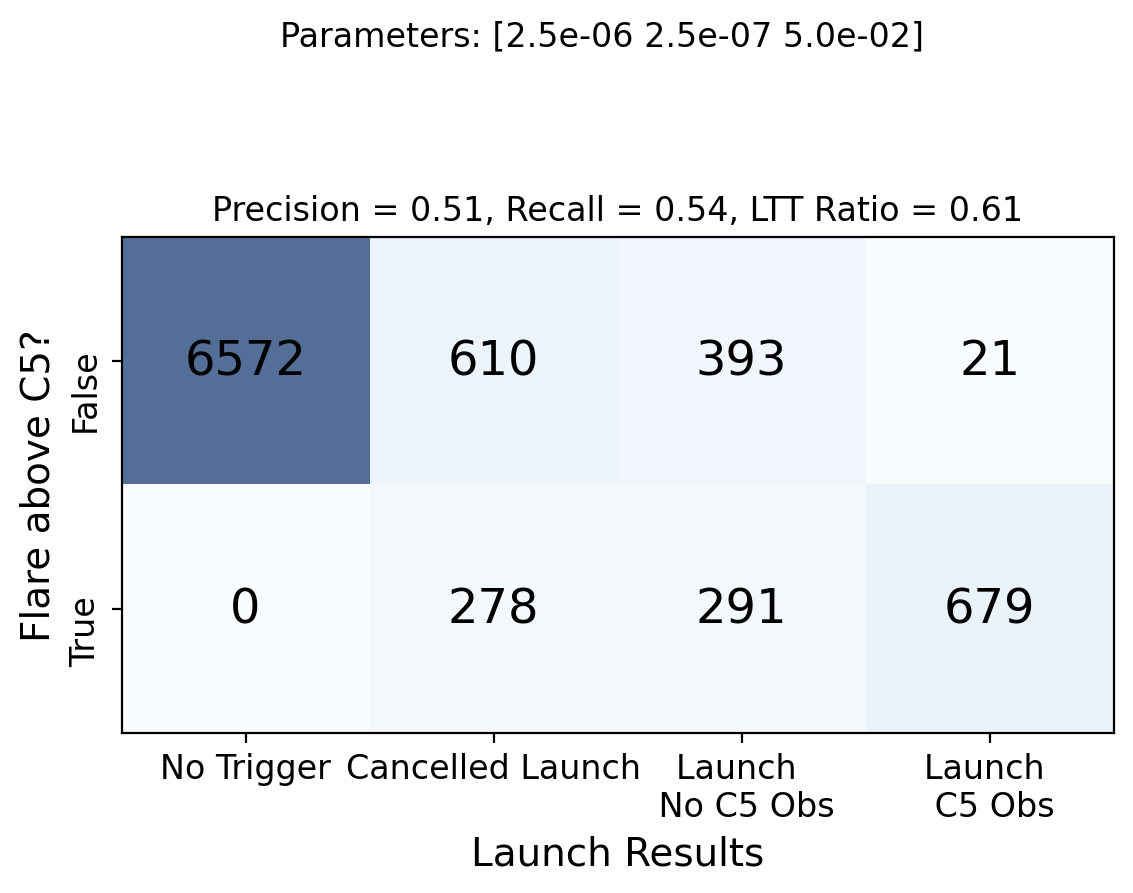 Parameters: [2.5e-06 2.5e-07 5.0e-02]
Precision = 0.51, Recall = 0.54, LTT Ratio = 0.61
Flare above C5?
False
6572 610 393 21
True
0 278 291 679
No Trigger Cancelled Launch Launch Launch
No C5 Obs C5 Obs
Launch Results